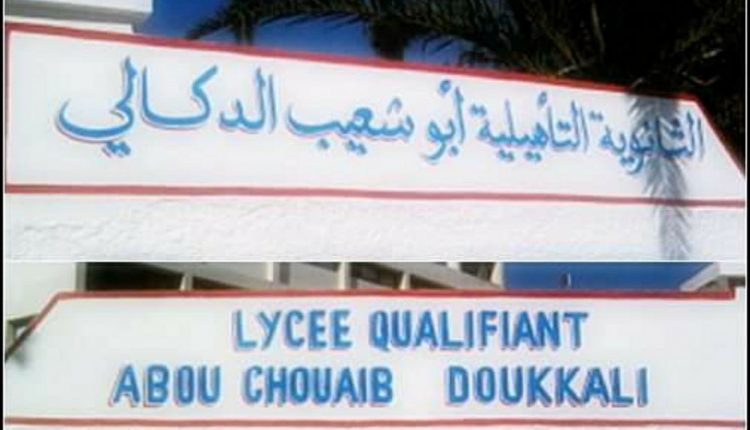 الثانوية التأهيلية أبو شعيب الدكالي
LYCEE QUALIFIANT
ABOU CHOUAIB DOUKKALI